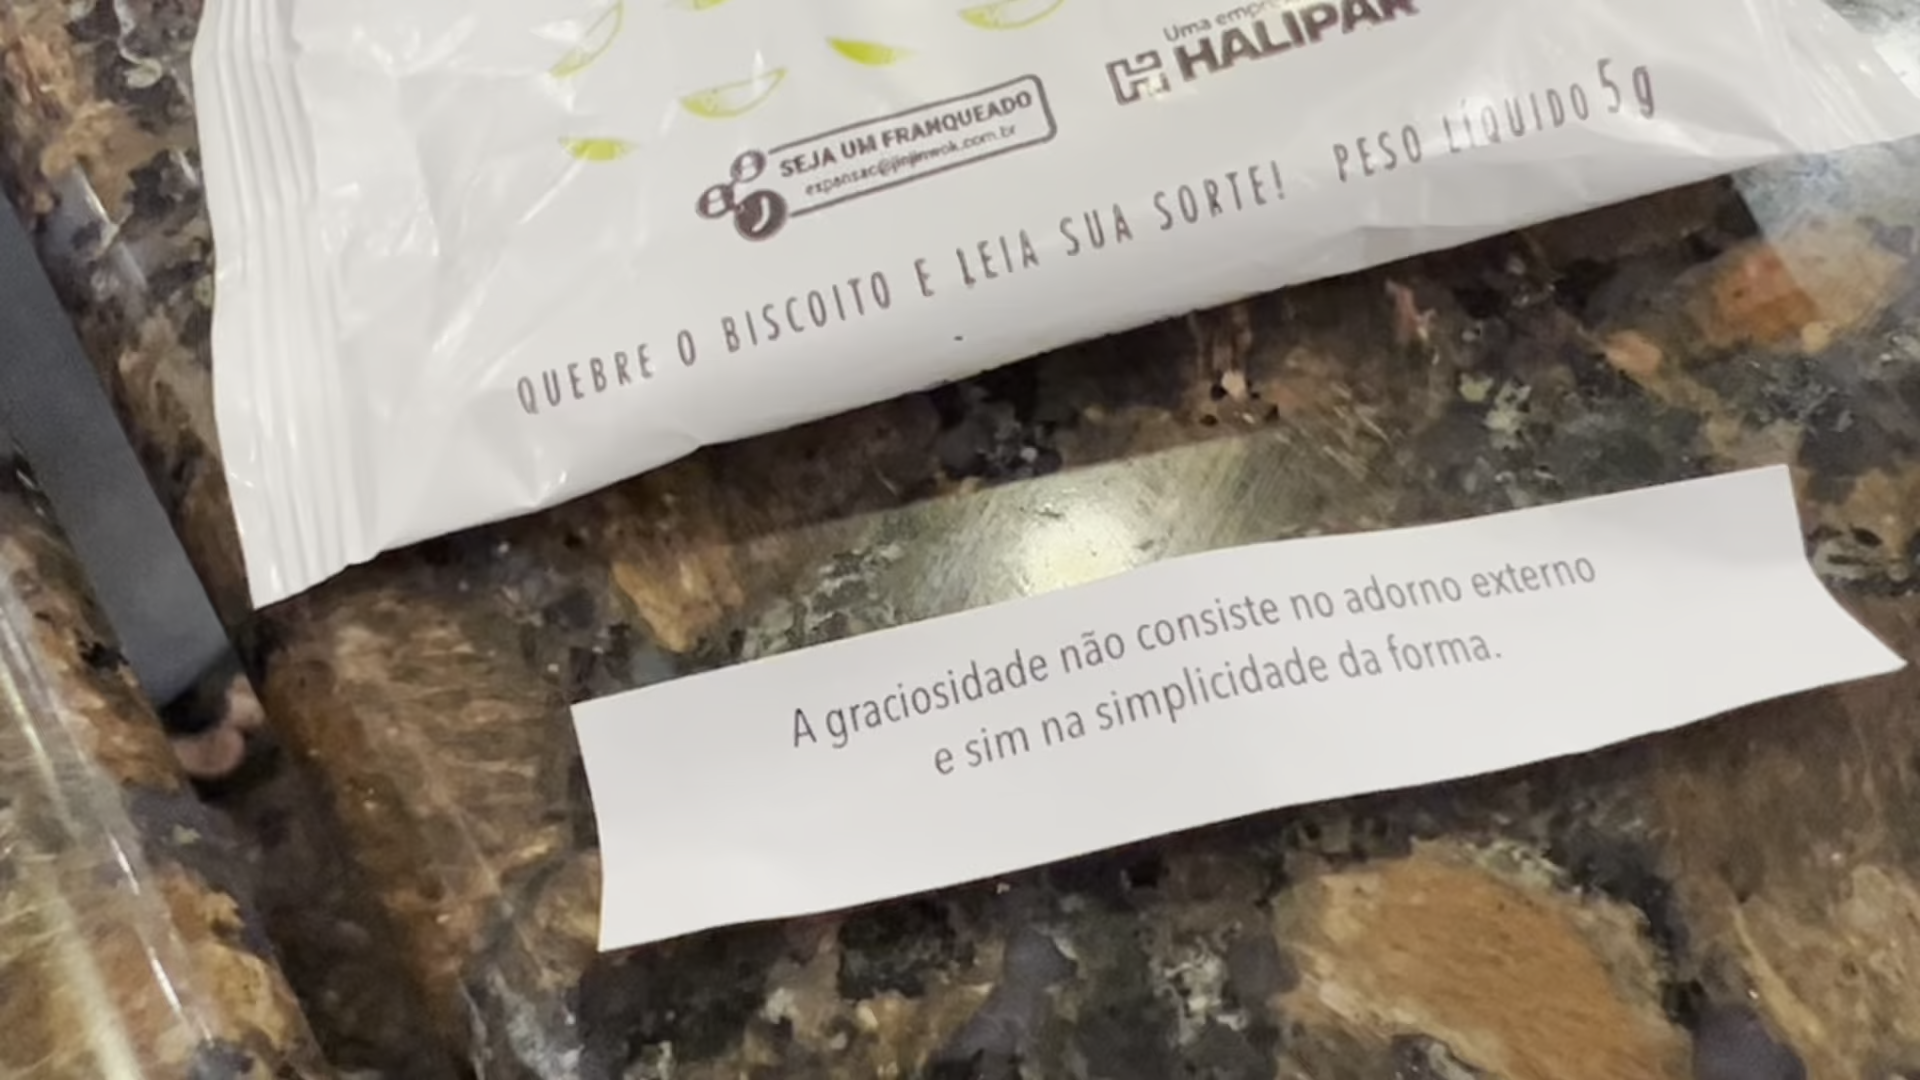 Uma
HALIPAR
SEJA UM FRANQUEADO
expansao@jinjinwok.com.br
QUEBRE O BISCOITO E LEIA SUA SORTE! PESO LÍQUIDO 5 g
A graciosidade não consiste no adorno externo
e sim na simplicidade da forma.